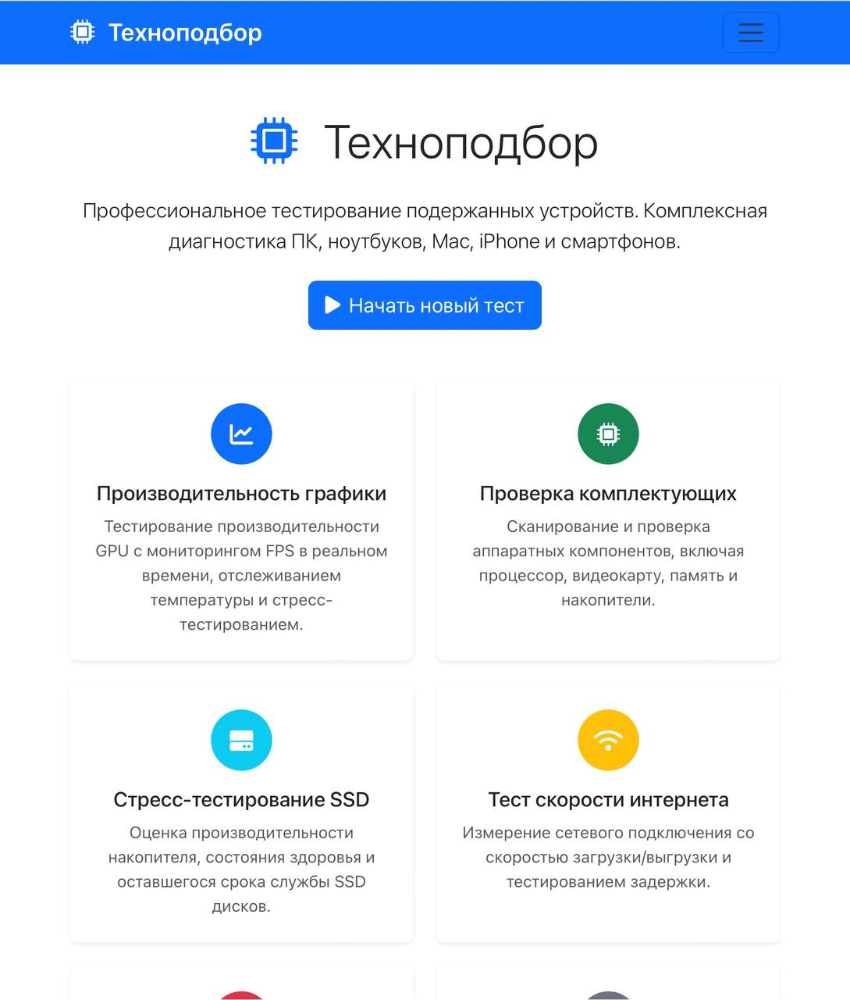 Техноподбор
Техноподбор
Профессиональное тестирование подержанных устройств. Комплексная
диагностика ПК, ноутбуков, Mac, iPhone и смартфонов.
Начать новый тест
Производительность графики
Тестирование производительности
GPU с мониторингом FPS в реальном
времени, отслеживанием
температуры и стресс-
тестированием.
Проверка комплектующих
Сканирование и проверка
аппаратных компонентов, включая
процессор, видеокарту, память и
накопители.
Стресс-тестирование SSD
Оценка производительности
накопителя, состояния здоровья и
оставшегося срока службы SSD
дисков.
Тест скорости интернета
Измерение сетевого подключения со
скоростью загрузки/выгрузки и
тестированием задержки.